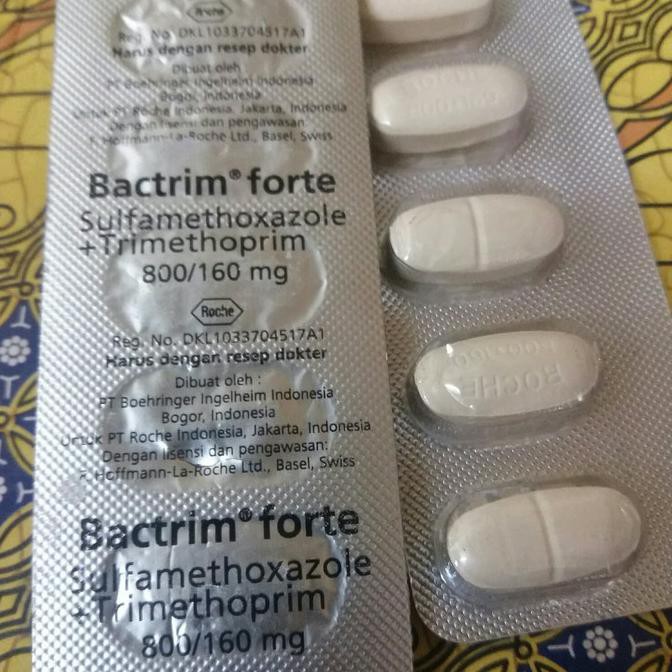 Roche
Reg. No. DKL1033704517A1
Harus dengan resep dokter
Dibuat oleh
PT Boehringer Ingelheim Indonesia
Bogor, Indonesia
Untuk PT Roche Indonesia, Jakarta, Indonesia
Dengan lisensi dan pengawasan:
F. Hoffmann-La-Roche Ltd., Basel, Swiss
Bactrim® forte
Sulfamethoxazole
+Trimethoprim
800/160 mg
Roche
Reg. No. DKL1033704517A1
Harus dengan resep dokter
Dibuat oleh :
PT Boehringer Ingelheim Indonesia
Bogor, Indonesia
Untuk PT Roche Indonesia, Jakarta, Indonesia
Dengan lisensi dan pengawasan:
F. Hoffmann-La-Roche Ltd., Basel, Swiss
Bactrim® forte
Sulfamethoxazole
+Trimethoprim
800/160 mg
ROCHE
800+160
ROCHE
800+160